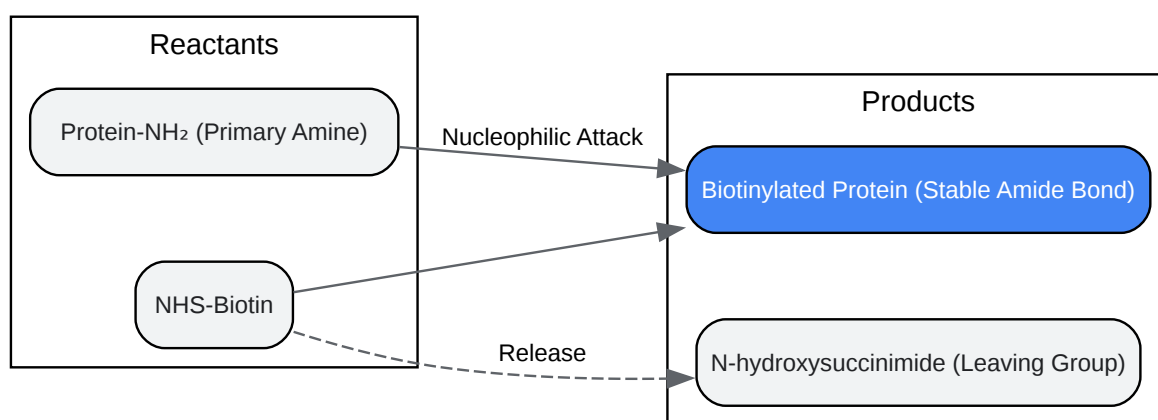 Reactants
Protein-NH₂ (Primary Amine)
NHS-Biotin
Nucleophilic Attack
Release
Products
Biotinylated Protein (Stable Amide Bond)
N-hydroxysuccinimide (Leaving Group)